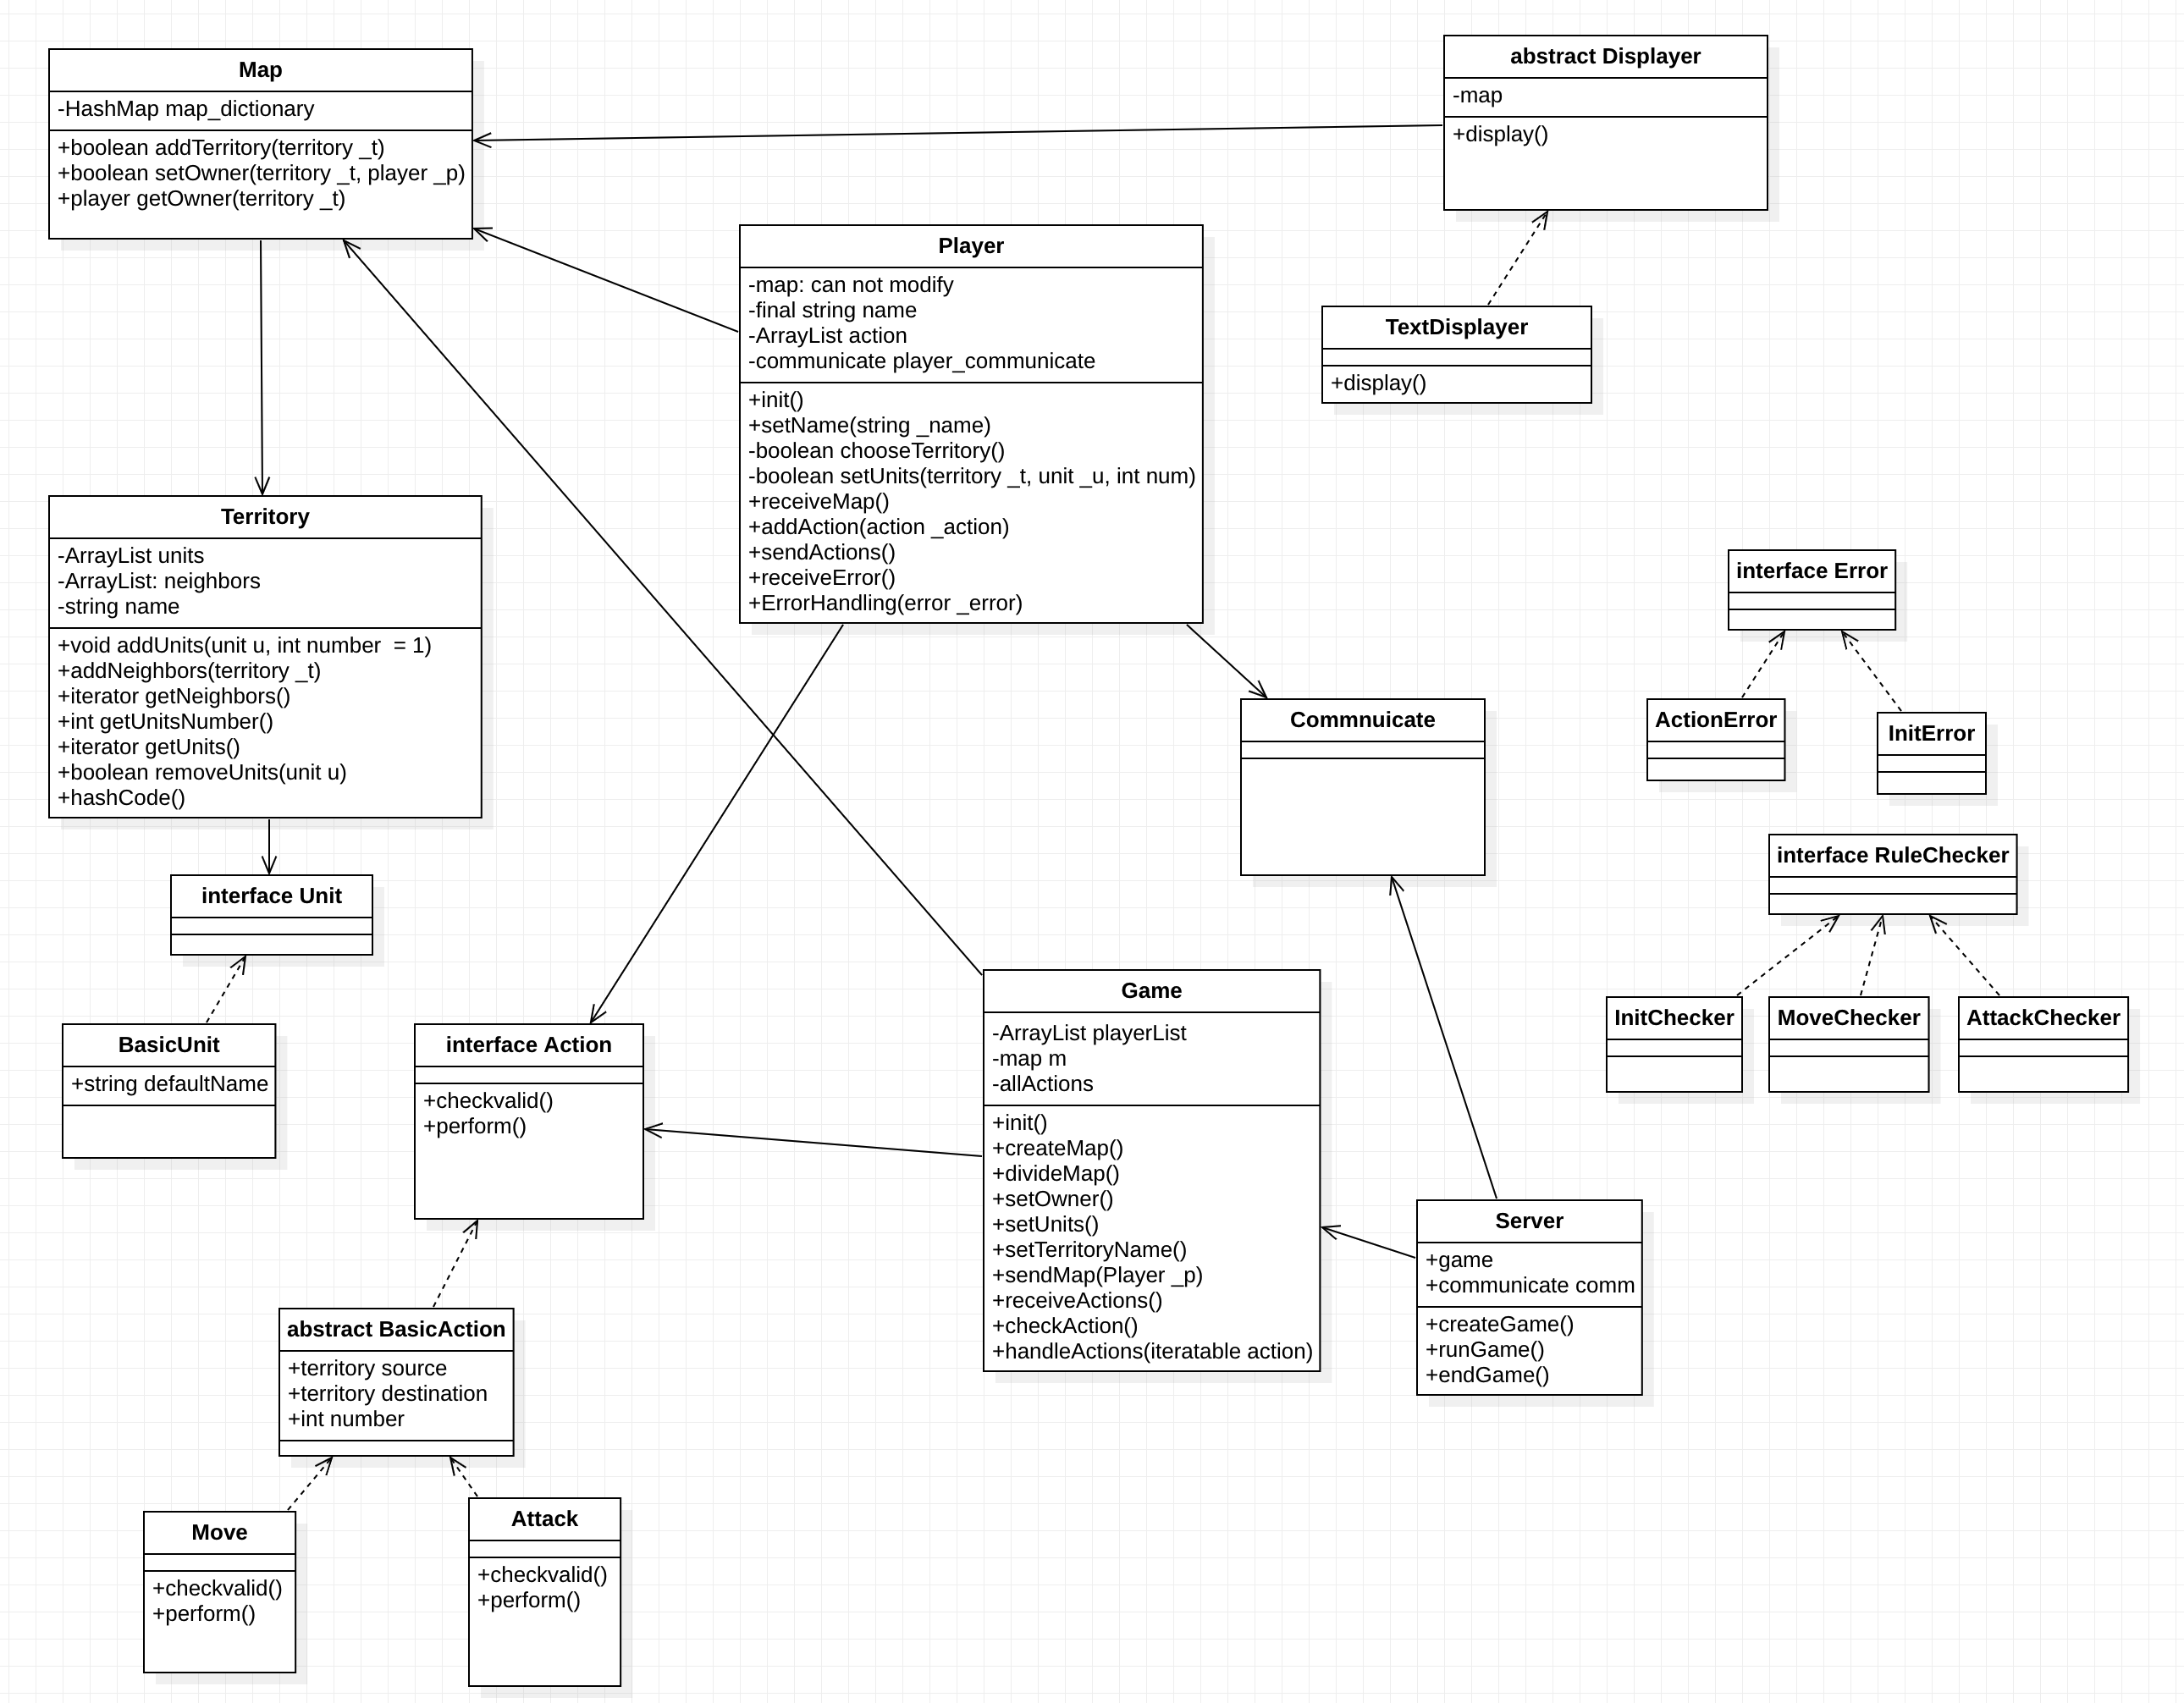 Map
-HashMap map_dictionary
+boolean addTerritory(territory _t)
+boolean setOwner(territory _t, player _p)
+player getOwner(territory _t)
abstract Displayer
-map
+display()
Player
-map: can not modify
-final string name
-ArrayList action
-communicate player_communicate
+init()
+setName(string _name)
-boolean chooseTerritory()
-boolean setUnits(territory _t, unit _u, int num)
+receiveMap()
+addAction(action _action)
+sendActions()
+receiveError()
+ErrorHandling(error _error)
TextDisplayer
+display()
Territory
-ArrayList units
-ArrayList: neighbors
-string name
+void addUnits(unit u, int number  = 1)
+addNeighbors(territory _t)
+iterator getNeighbors()
+int getUnitsNumber()
+iterator getUnits()
+boolean removeUnits(unit u)
+hashCode()
interface Error
ActionError
InitError
Commnuicate
interface RuleChecker
InitChecker
MoveChecker
AttackChecker
interface Unit
BasicUnit
+string defaultName
interface Action
+checkvalid()
+perform()
Game
-ArrayList playerList
-map m
-allActions
+init()
+createMap()
+divideMap()
+setOwner()
+setUnits()
+setTerritoryName()
+sendMap(Player _p)
+receiveActions()
+checkAction()
+handleActions(iteratable action)
Server
+game
+communicate comm
+createGame()
+runGame()
+endGame()
abstract BasicAction
+territory source
+territory destination
+int number
Move
+checkvalid()
+perform()
Attack
+checkvalid()
+perform()